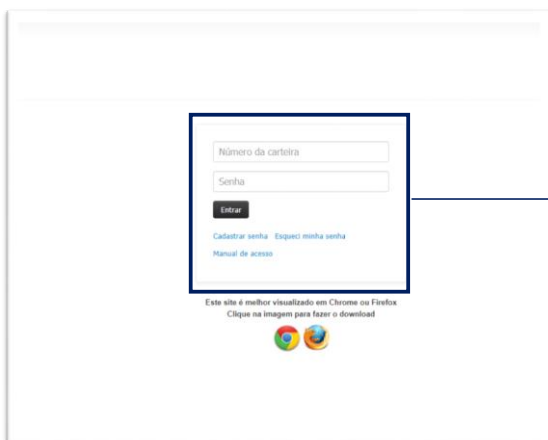 Número da carteira
Senha
Entrar
Cadastrar senha Esqueci minha senha
Manual de acesso
Este site é melhor visualizado em Chrome ou Firefox
Clique na imagem para fazer o download